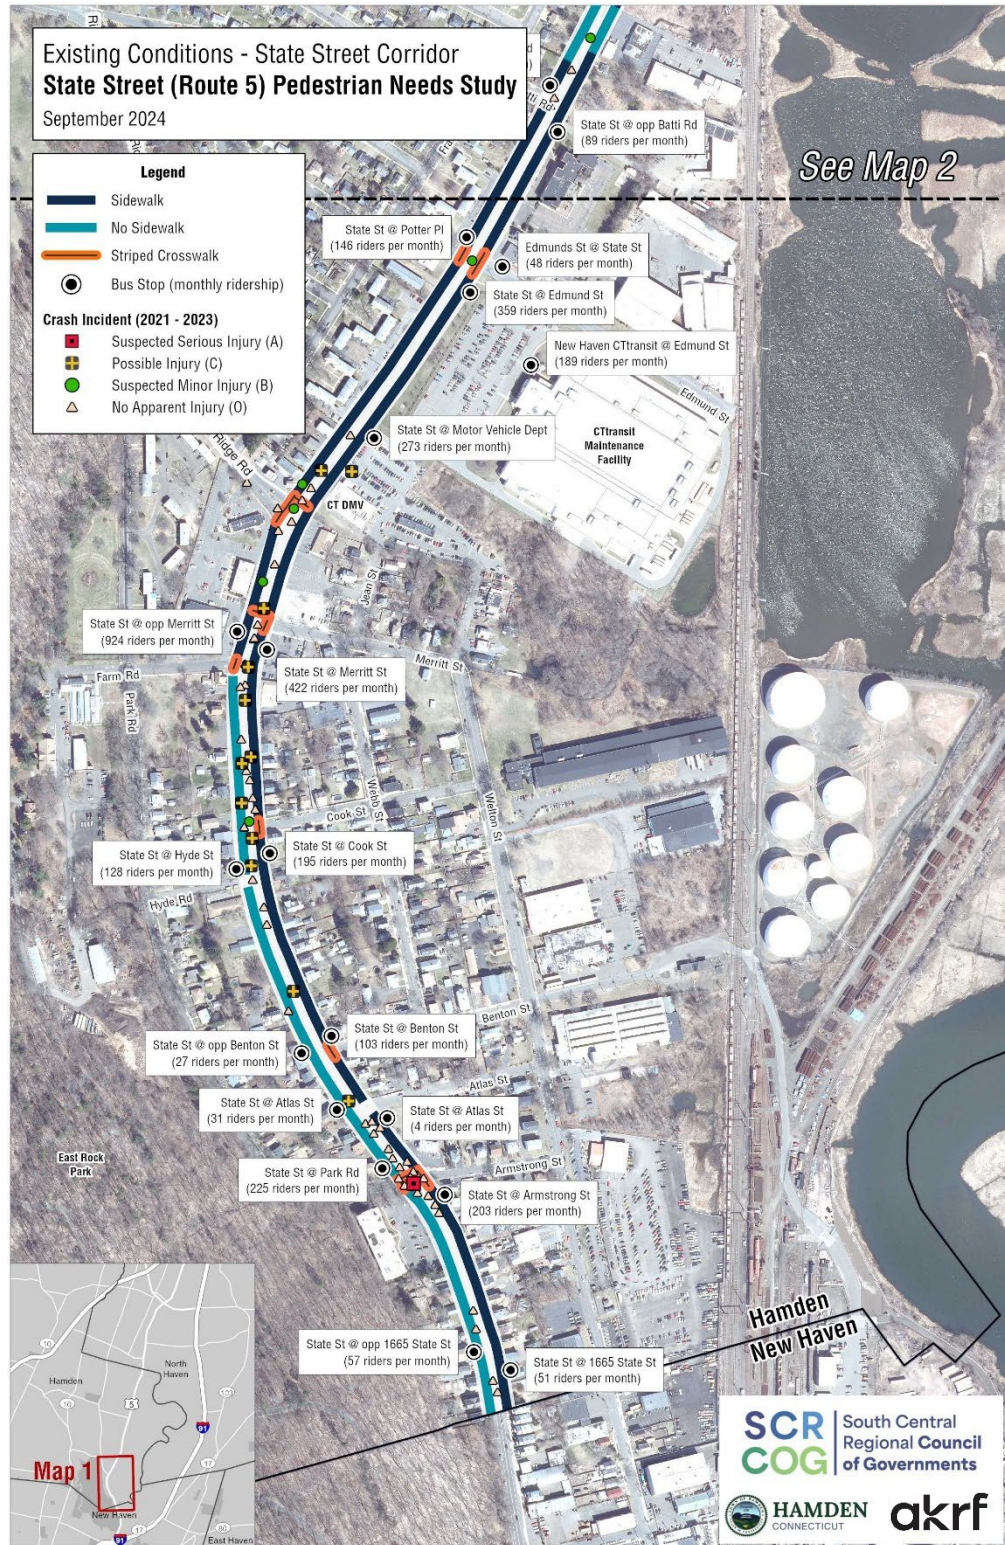 Existing Conditions - State Street Corridor
State Street (Route 5) Pedestrian Needs Study
September 2024
Legend
Sidewalk
No Sidewalk
Striped Crosswalk
Bus Stop (monthly ridership)
Crash Incident (2021 - 2023)
Suspected Serious Injury (A)
Possible Injury (C)
Suspected Minor Injury (B)
No Apparent Injury (O)
State St @ opp Batti Rd
(89 riders per month)
See Map 2
State St @ Potter Pl
(146 riders per month)
Edmunds St @ State St
(48 riders per month)
State St @ Edmund St
(359 riders per month)
New Haven CTtransit @ Edmund St
(189 riders per month)
Edmund St
CTtransit
Maintenance
Facility
State St @ Motor Vehicle Dept
(273 riders per month)
Ridge Rd
CT DMV
Jean St
State St @ opp Merritt St
(924 riders per month)
Merritt St
State St @ Merritt St
(422 riders per month)
Farm Rd
Park Rd
Webb St
Welton St
Cook St
State St @ Hyde St
(128 riders per month)
State St @ Cook St
(195 riders per month)
Hyde Rd
Benton St
State St @ Benton St
(103 riders per month)
State St @ opp Benton St
(27 riders per month)
Atlas St
State St @ Atlas St
(31 riders per month)
State St @ Atlas St
(4 riders per month)
East Rock
Park
Armstrong St
State St @ Park Rd
(225 riders per month)
State St @ Armstrong St
(203 riders per month)
Hamden
New Haven
State St @ opp 1665 State St
(57 riders per month)
State St @ 1665 State St
(51 riders per month)
North
Haven
Hamden
10
10
5
103
91
17
Map 1
New Haven
17
91
80
East Haven
SCR
COG
South Central
Regional Council
of Governments
HAMDEN
CONNECTICUT
akrf